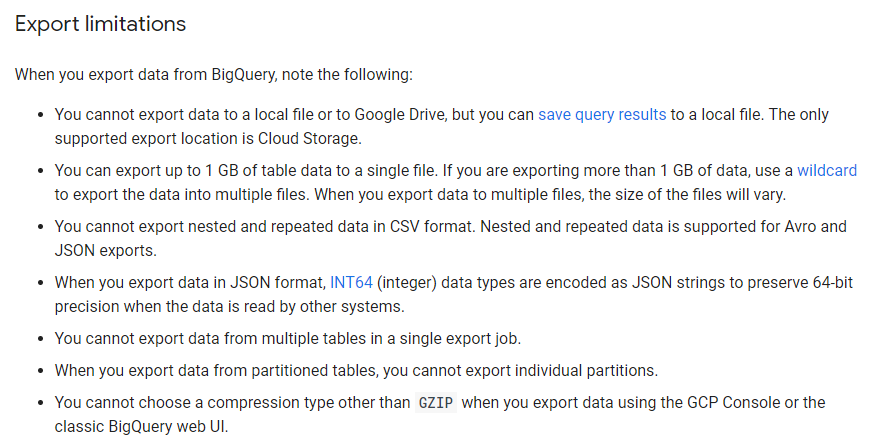 Export limitations
When you export data from BigQuery, note the following:
• You cannot export data to a local file or to Google Drive, but you can save query results to a local file. The only
supported export location is Cloud Storage.
• You can export up to 1 GB of table data to a single file. If you are exporting more than 1 GB of data, use a wildcard
to export the data into multiple files. When you export data to multiple files, the size of the files will vary.
• You cannot export nested and repeated data in CSV format. Nested and repeated data is supported for Avro and
JSON exports.
• When you export data in JSON format, INT64 (integer) data types are encoded as JSON strings to preserve 64-bit
precision when the data is read by other systems.
• You cannot export data from multiple tables in a single export job.
• When you export data from partitioned tables, you cannot export individual partitions.
• You cannot choose a compression type other than GZIP when you export data using the GCP Console or the
classic BigQuery web UI.